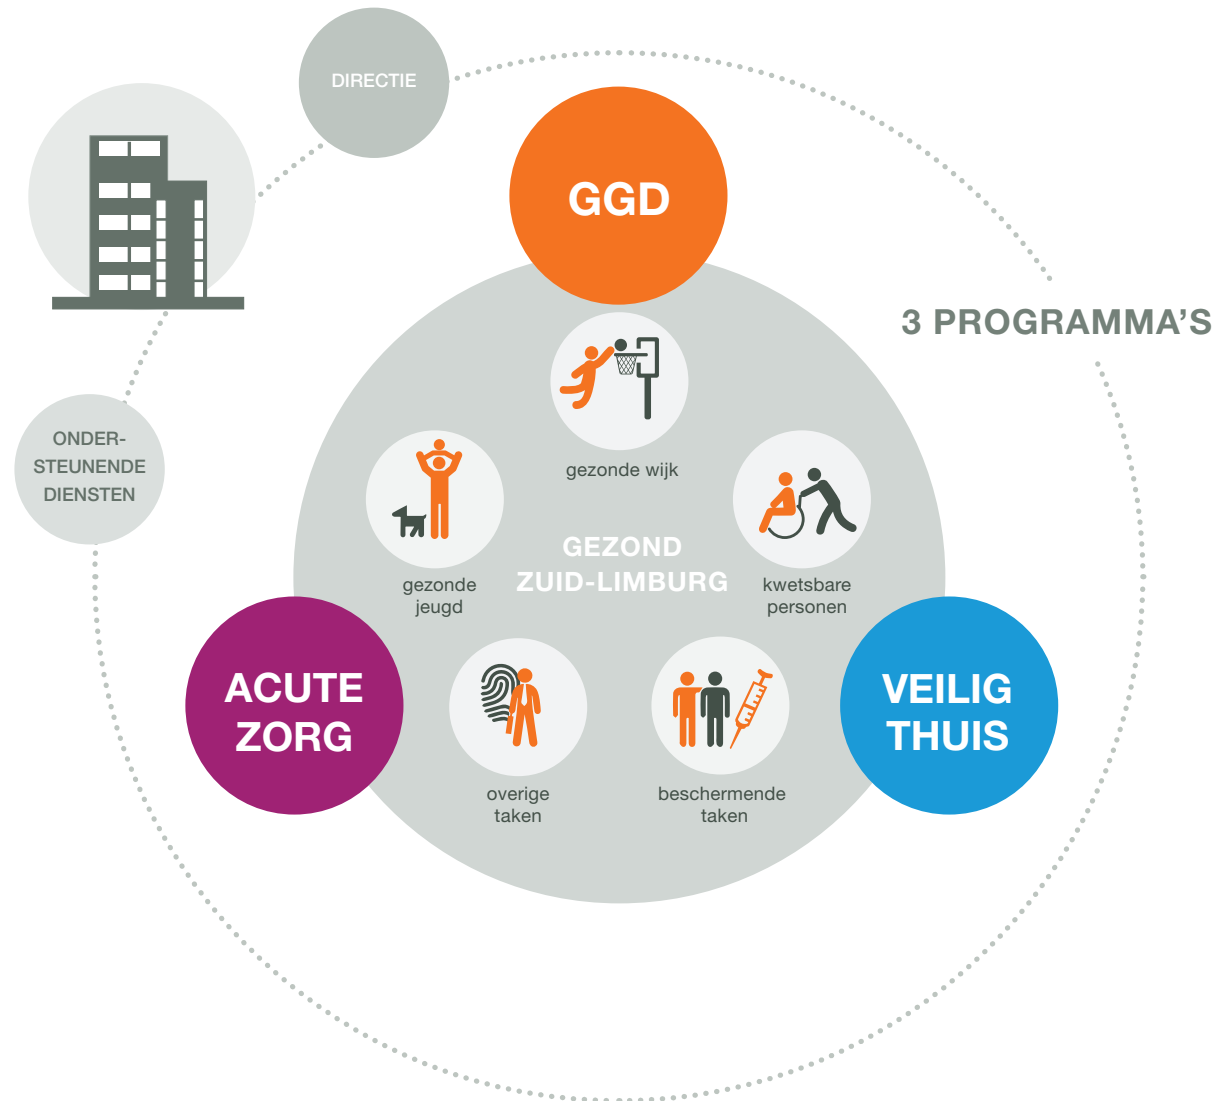 DIRECTIE
GGD
3 PROGRAMMA'S
ONDER-
STEUNENDE
DIENSTEN
gezonde wijk
GEZOND
ZUID-LIMBURG
gezonde
jeugd
kwetsbare
personen
ACUTE
ZORG
VEILIG
THUIS
overige
taken
beschermende
taken